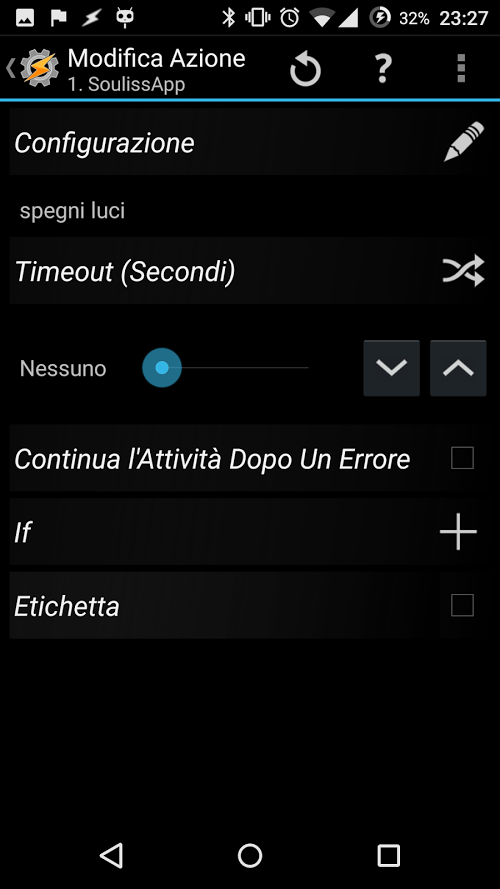 32% 23:27
Modifica Azione
1. SoulissApp
?
Configurazione
spegni luci
Timeout (Secondi)
Nessuno
Continua l'Attività Dopo Un Errore
If
Etichetta